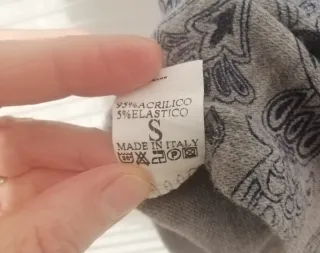 95% ACRILICO
5% ELASTICO
S
MADE IN ITALY